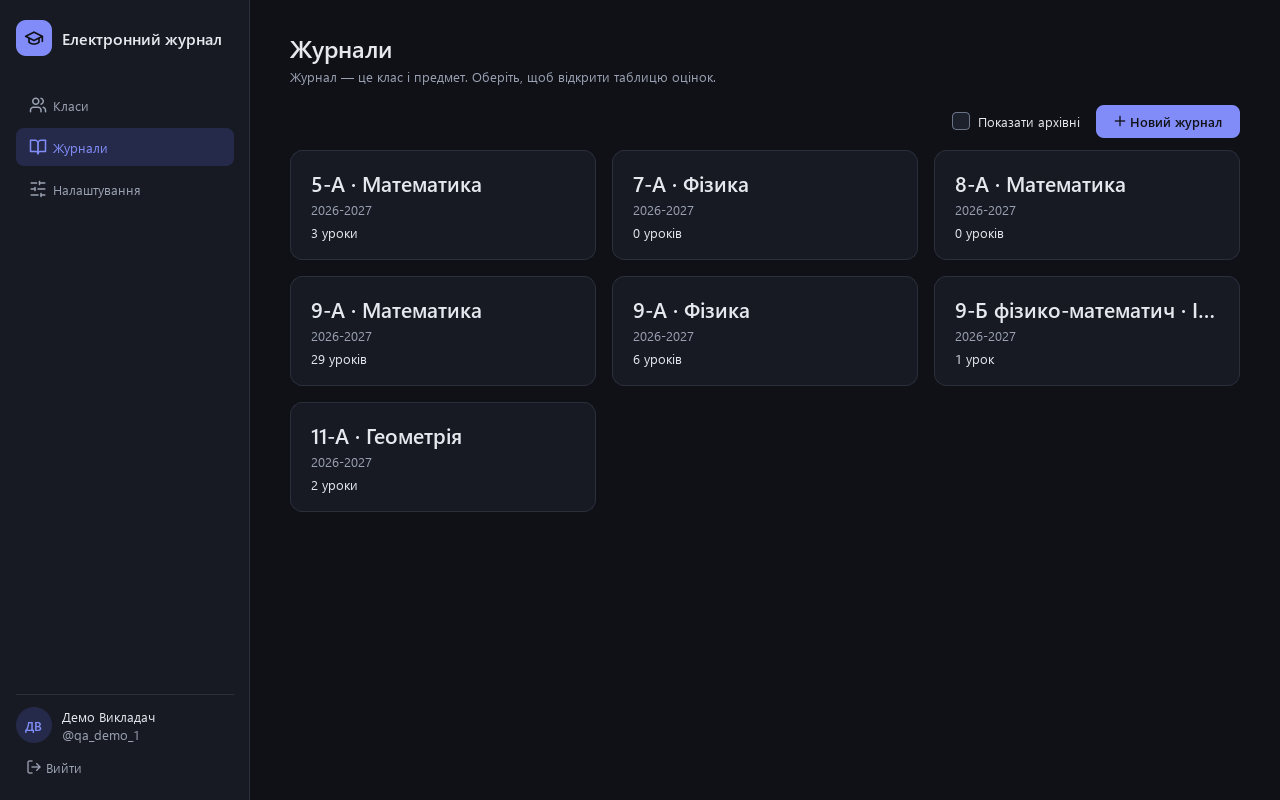 Електронний журнал
Класи
Журнали
Налаштування
Демо Викладач
ДВ
@qa_demo_1
Вийти
Журнали
Журнал — це клас і предмет. Оберіть, щоб відкрити таблицю оцінок.
Показати архівні
Новий журнал
5-А · Математика
2026-2027
3 уроки
7-А · Фізика
2026-2027
0 уроків
8-А · Математика
2026-2027
0 уроків
9-А · Математика
2026-2027
29 уроків
9-А · Фізика
2026-2027
6 уроків
9-Б фізико-математич · І...
2026-2027
1 урок
11-А · Геометрія
2026-2027
2 уроки